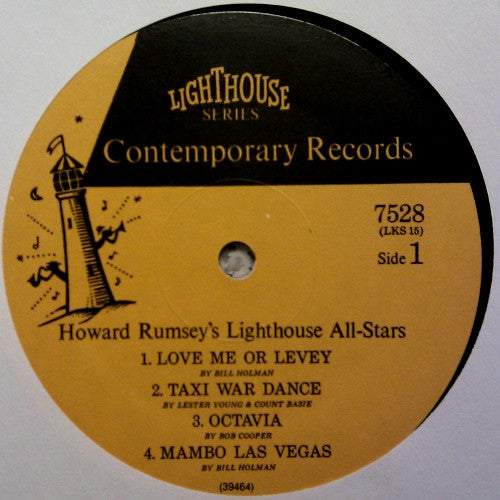 LIGHTHOUSE
SERIES
Contemporary Records
7528
(LKS 15)
Side 1
Howard Rumsey's Lighthouse All-Stars
1. LOVE ME OR LEVEY
BY BILL HOLMAN
2. TAXI WAR DANCE
BY LESTER YOUNG & COUNT BASIE
3. OCTAVIA
BY BOB COOPER
4. MAMBO LAS VEGAS
BY BILL HOLMAN
(39464)